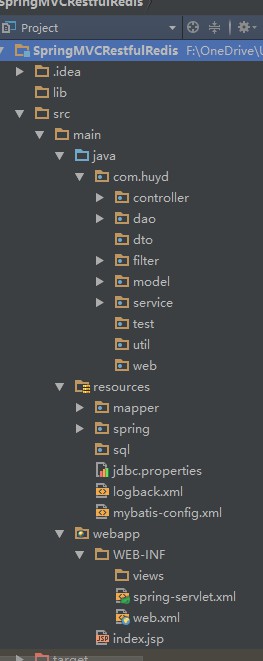 SpringMVCRestfulRedis
Project
SpringMVCRestfulRedis F:\OneDrive\U
.idea
lib
src
main
java
com.huyd
controller
dao
dto
filter
model
service
test
util
web
resources
mapper
spring
sql
jdbc.properties
logback.xml
mybatis-config.xml
webapp
WEB-INF
views
spring-servlet.xml
web.xml
index.jsp
target